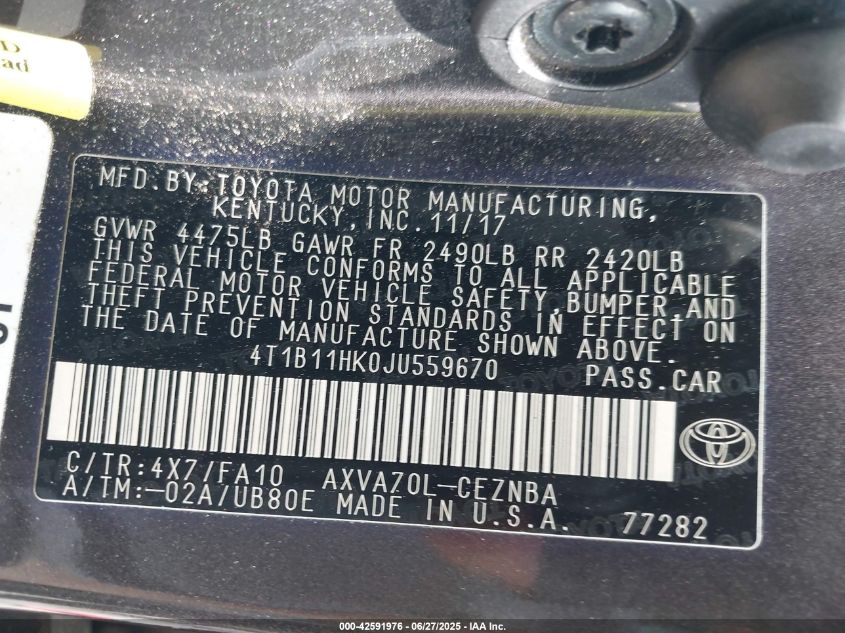 D
ad
MFD.BY:TOYOTA MOTOR MANUFACTURING,
KENTUCKY,INC.11/17
GVWR 4475LB GAWR FR 2490LB RR 2420LB
THIS VEHICLE CONFORMS TO ALL APPLICABLE
FEDERAL MOTOR VEHICLE SAFETY,BUMPER,AND
THEFT PREVENTION STANDARDS IN EFFECT ON
THE DATE OF MANUFACTURE SHOWN ABOVE.
4T1B11HK0JU559670 PASS.CAR
C/TR:4X7/FA10 AXVA70L-CEZNBA
A/TM:-02A/UB80E MADE IN U.S.A. 77282
000-42591976 | 06/27/2025 | IAA Inc.